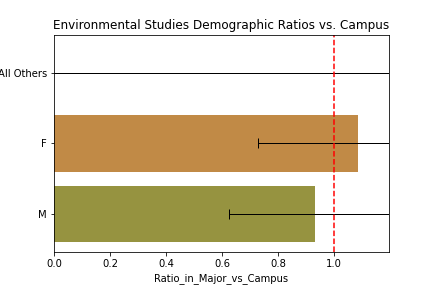 Environmental Studies Demographic Ratios vs. Campus
All Others
F
M
0.0 0.2 0.4 0.6 0.8 1.0
Ratio_in_Major_vs_Campus